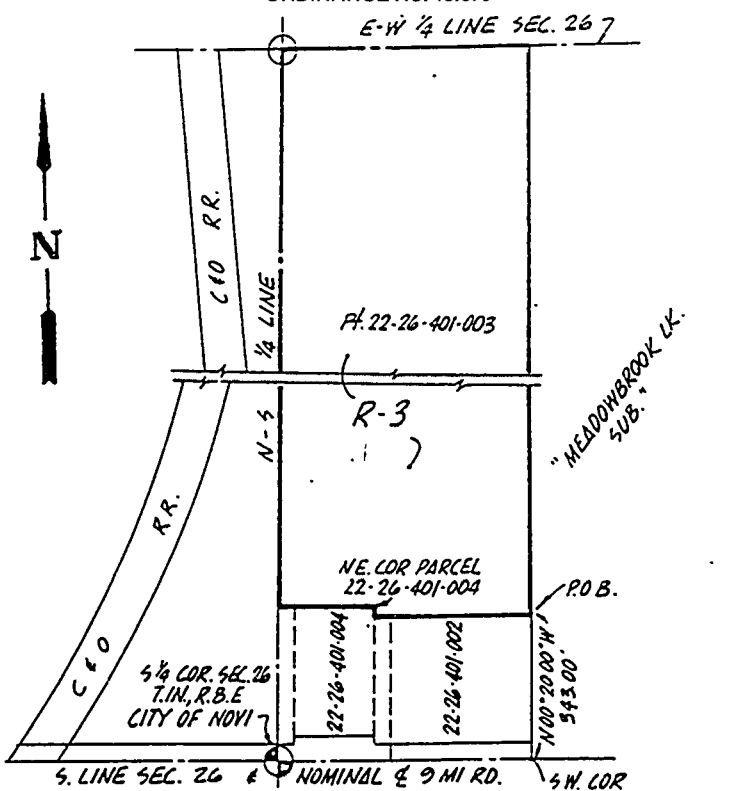 E-W ¼ LINE SEC. 26
N
C & O RR.
¼ LINE
Pt. 22-26-401-003
R-3
N-S
"MEADOWBROOK LK.
SUB."
RR.
C & O
NE. COR PARCEL
22-26-401-004
P.O.B.
22-26-401-004
22-26-401-002
N00°20'00"W
543.00'
S¼ COR. SEC. 26
T.1N., R.8.E
CITY OF NOVI
S. LINE SEC. 26 & NOMINAL ℄ 9 MI RD.
SW. COR